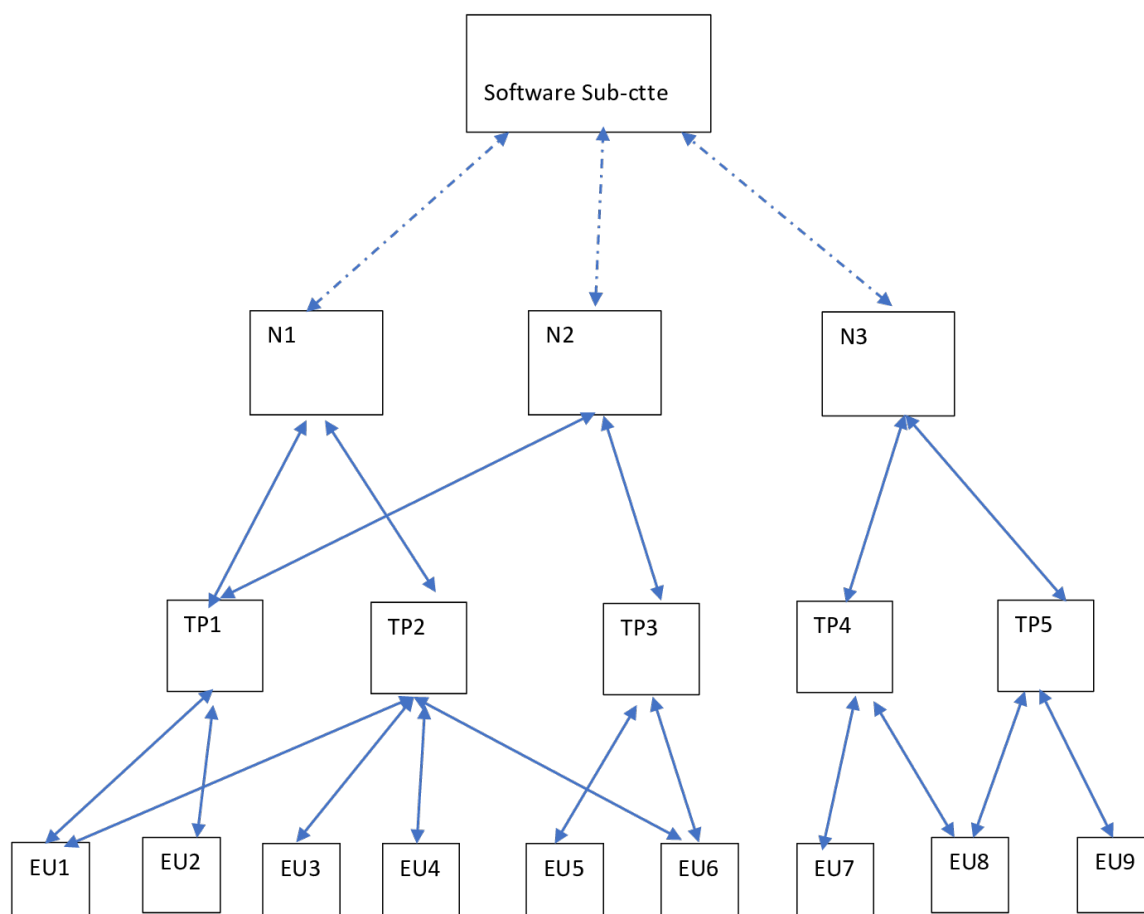 Software Sub-ctte
N1
N2
N3
TP1
TP2
TP3
TP4
TP5
EU1
EU2
EU3
EU4
EU5
EU6
EU7
EU8
EU9